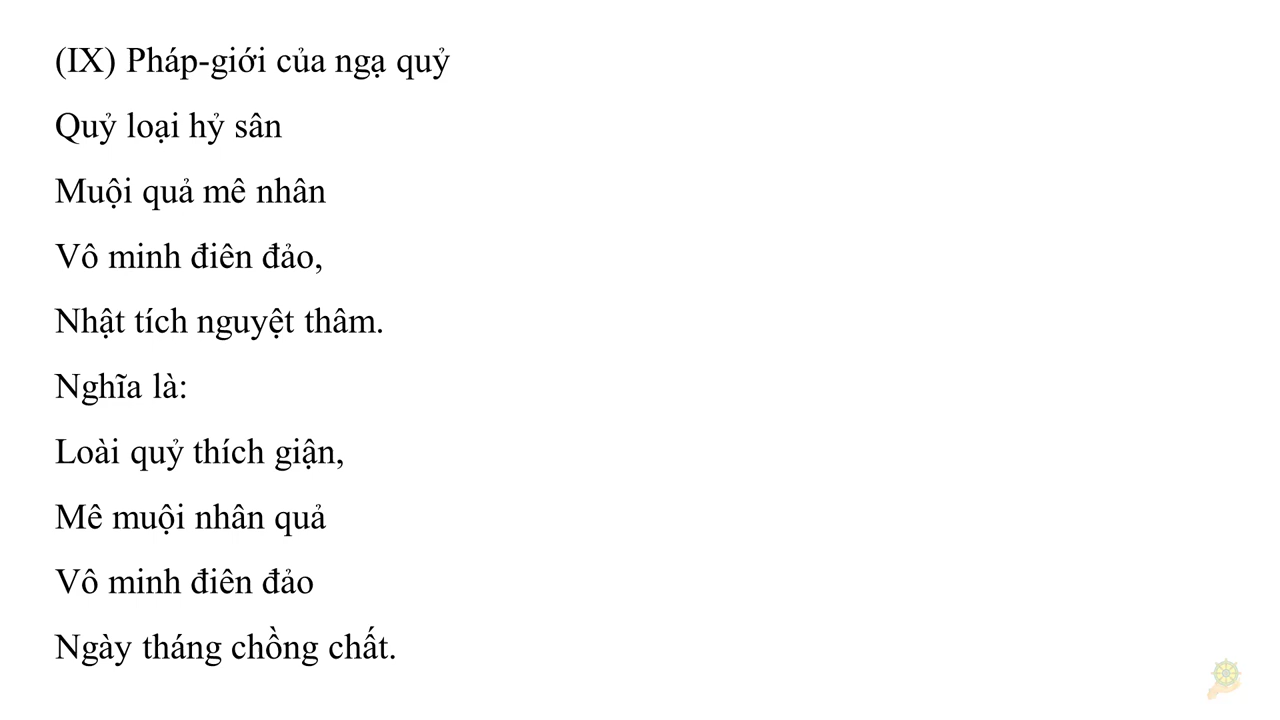 (IX) Pháp-giới của ngạ quỷ
Quỷ loại hỷ sân
Muội quả mê nhân
Vô minh điên đảo,
Nhật tích nguyệt thâm.
Nghĩa là:
Loài quỷ thích giận,
Mê muội nhân quả
Vô minh điên đảo
Ngày tháng chồng chất.